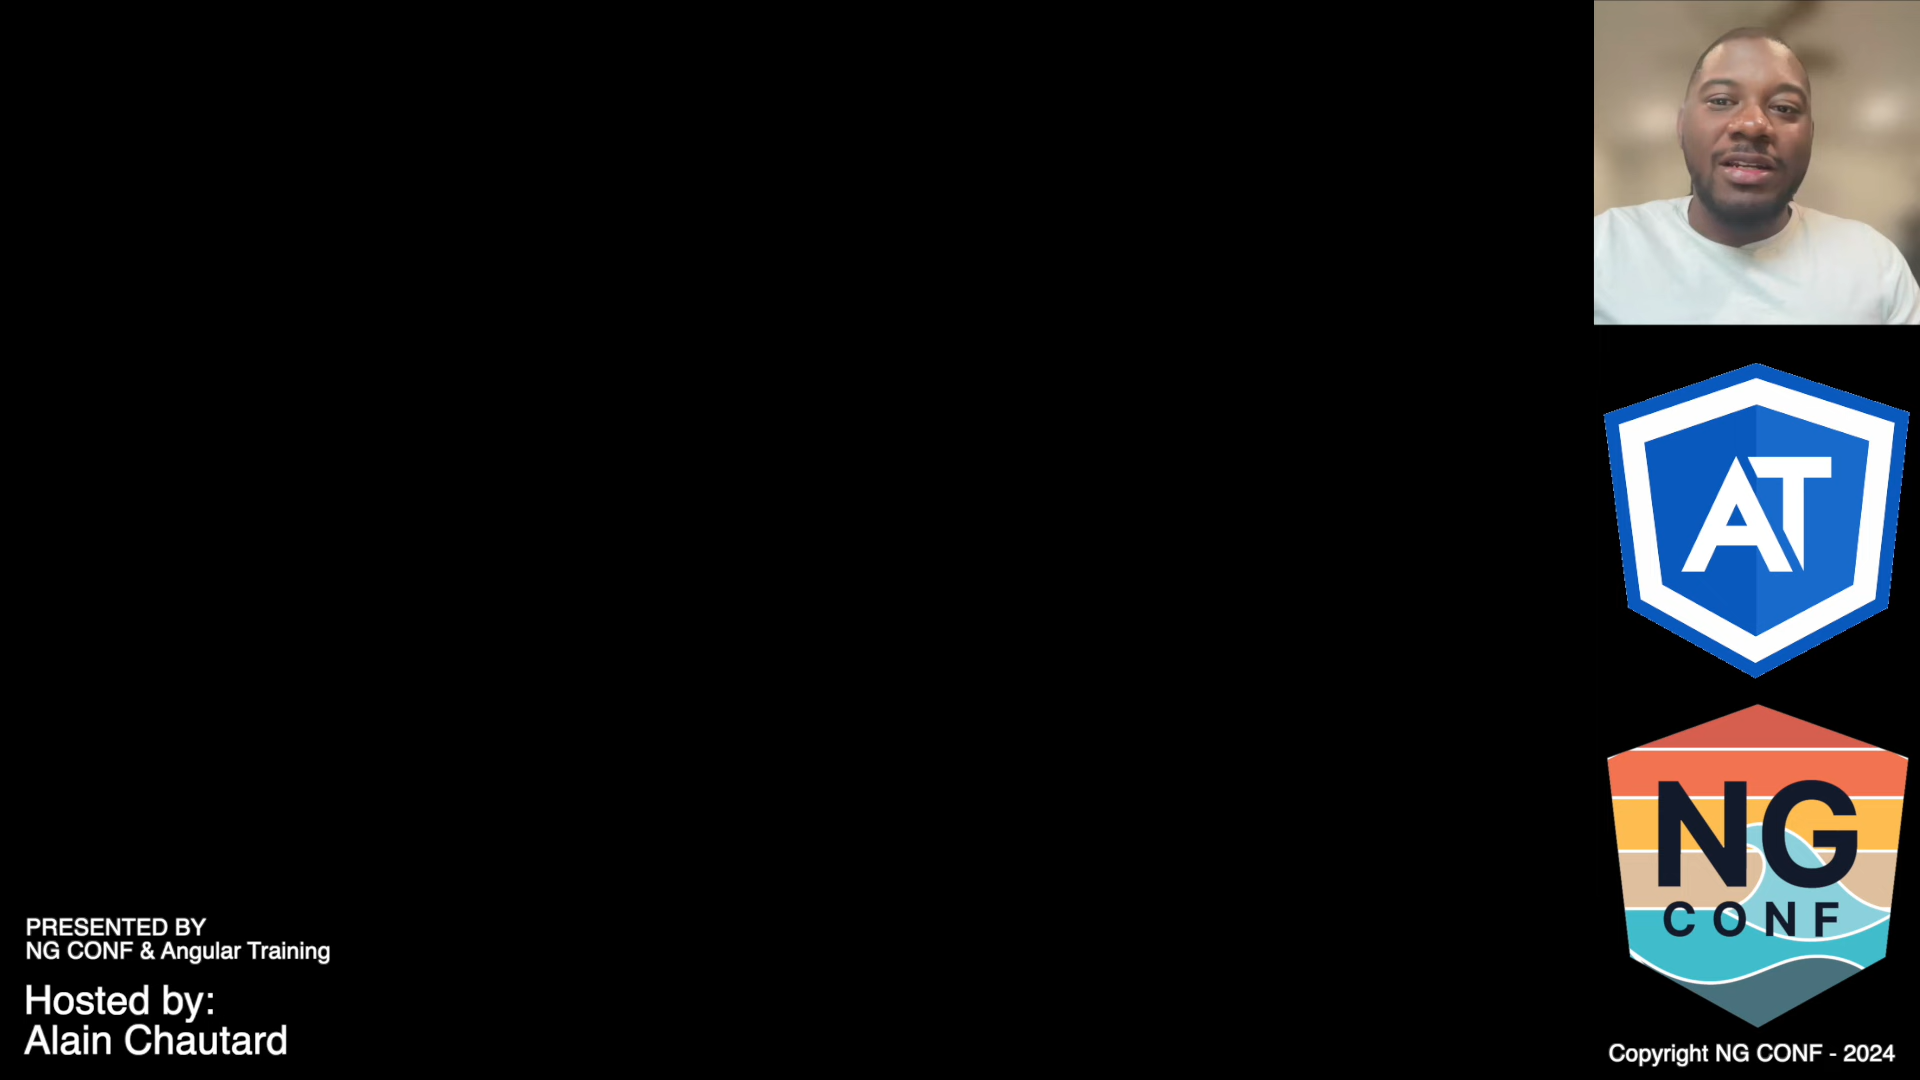 AT
NG
CONF
PRESENTED BY
NG CONF & Angular Training
Hosted by:
Alain Chautard
Copyright NG CONF - 2024